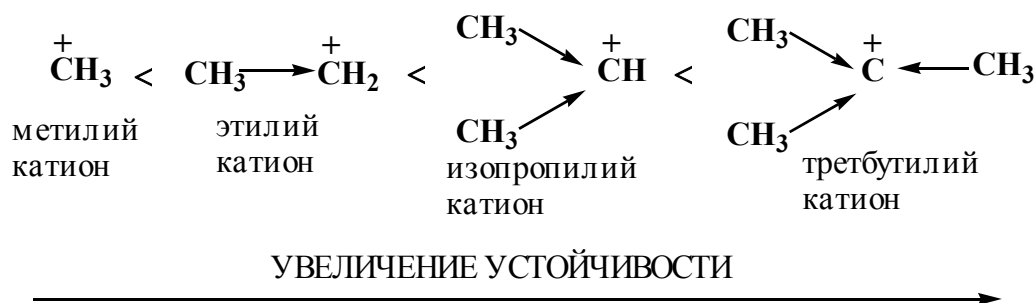 CH₃ CH₃
+ + + +
CH₃ < CH₃ CH₂ < CH < C CH₃
CH₃ CH₃
метилий этилий изопропилий третбутилий
катион катион катион катион
УВЕЛИЧЕНИЕ УСТОЙЧИВОСТИ